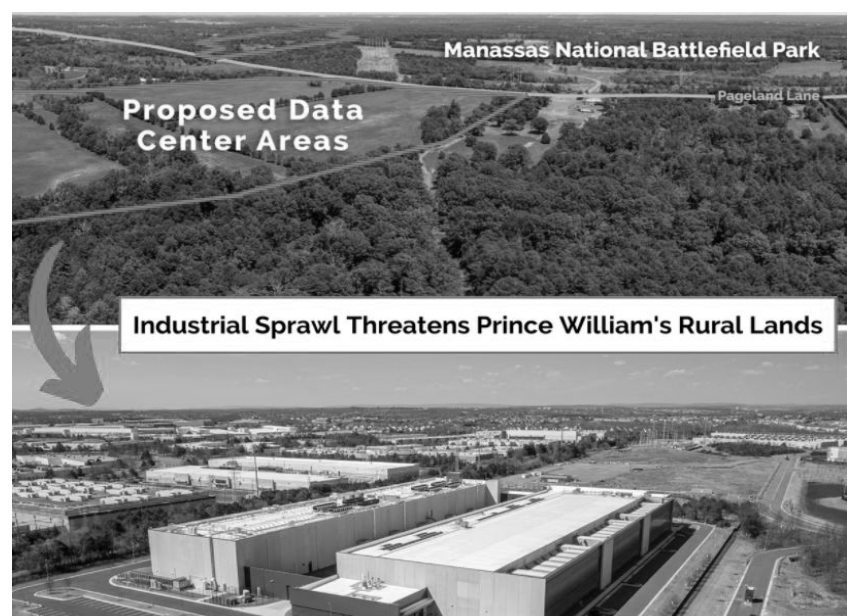 Manassas National Battlefield Park
Pageland Lane
Proposed Data
Center Areas
Industrial Sprawl Threatens Prince William's Rural Lands